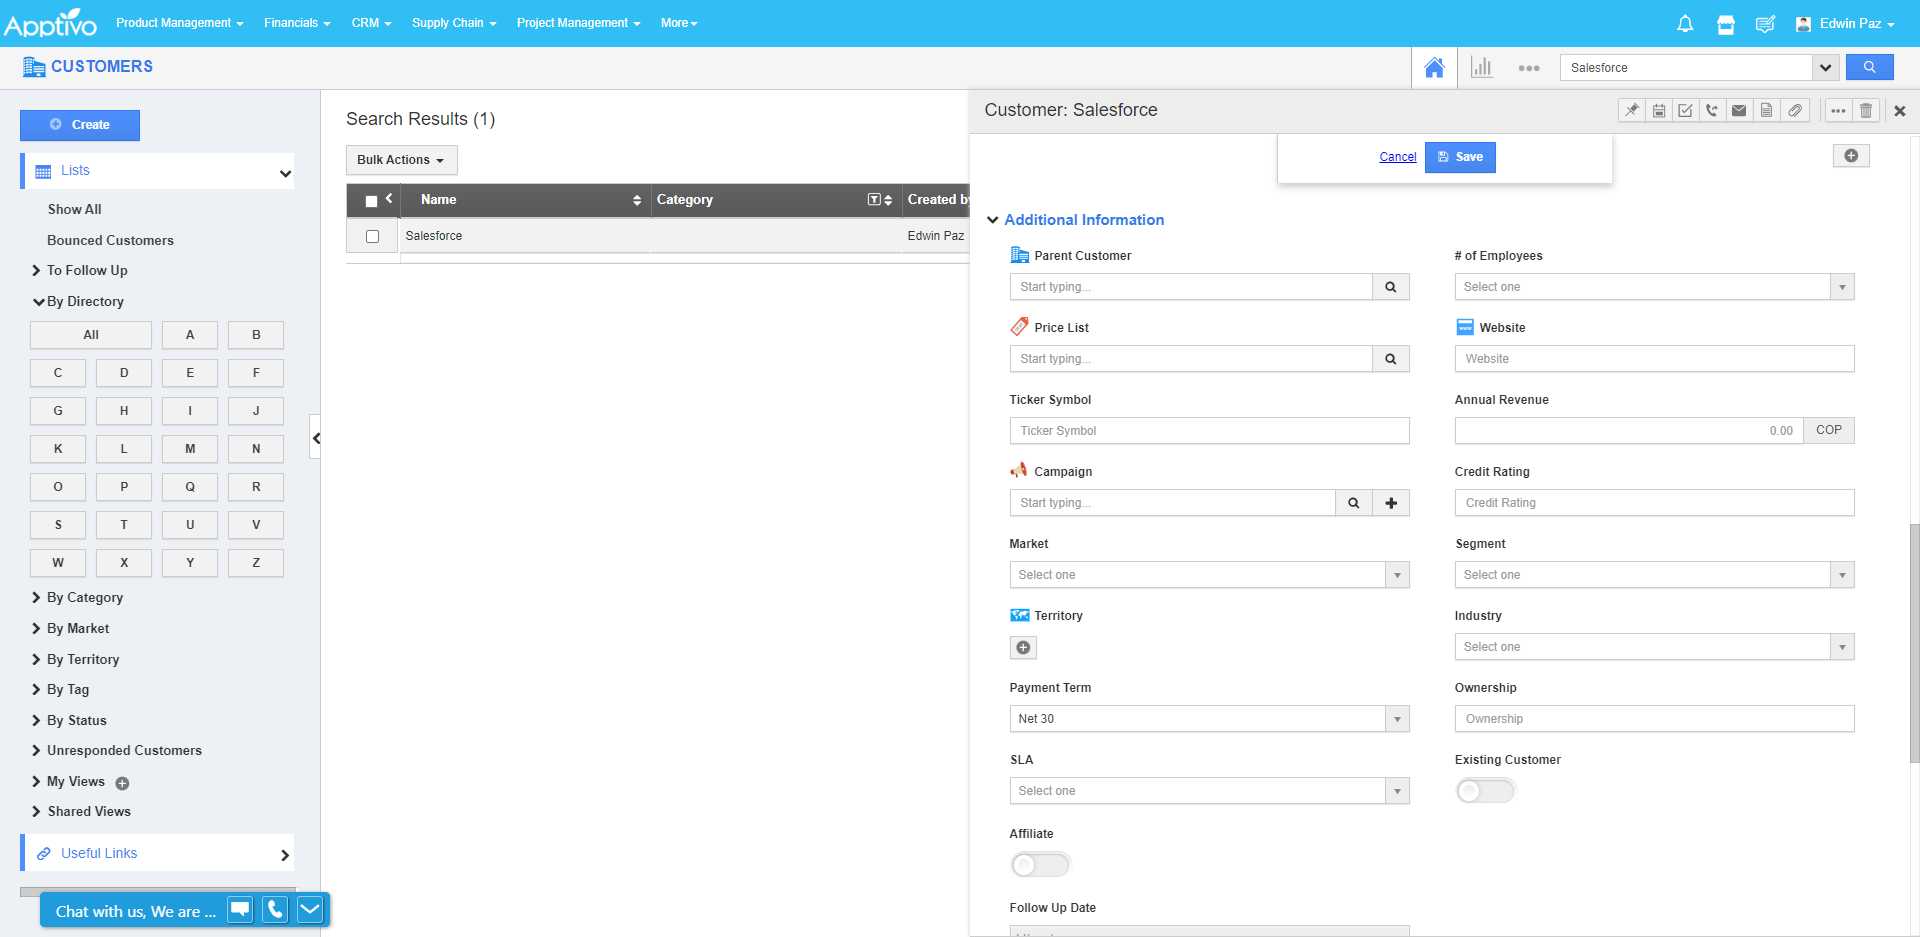 Apptivo
Product Management
Financials
CRM
Supply Chain
Project Management
More
Edwin Paz
CUSTOMERS
Salesforce
Create
Lists
Show All
Bounced Customers
To Follow Up
By Directory
All A B
C D E F
G H I J
K L M N
O P Q R
S T U V
W X Y Z
By Category
By Market
By Territory
By Tag
By Status
Unresponded Customers
My Views
Shared Views
Useful Links
Chat with us, We are ...
Search Results (1)
Bulk Actions
Name Category Created by
Salesforce Edwin Paz
Customer: Salesforce
Cancel Save
Additional Information
Parent Customer
Start typing...
# of Employees
Select one
Price List
Start typing...
Website
Website
Ticker Symbol
Ticker Symbol
Annual Revenue
0.00 COP
Campaign
Start typing...
Credit Rating
Credit Rating
Market
Select one
Segment
Select one
Territory
Industry
Select one
Payment Term
Net 30
Ownership
Ownership
SLA
Select one
Existing Customer
Affiliate
Follow Up Date